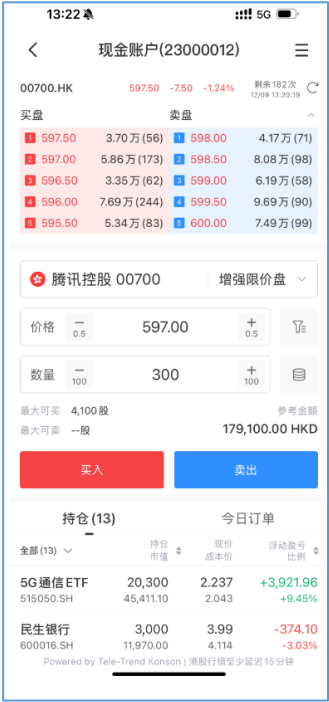 13:22 5G
现金账户(23000012)
00700.HK 597.50 -7.50 -1.24% 剩余182次
12/09 13:20:19
买盘 卖盘
1 597.50 3.70万(56) 1 598.00 4.17万(71)
2 597.00 5.86万(173) 2 598.50 8.08万(98)
3 596.50 3.35万(62) 3 599.00 6.19万(58)
4 596.00 7.69万(244) 4 599.50 9.69万(90)
5 595.50 5.34万(83) 5 600.00 7.49万(99)
腾讯控股 00700 增强限价盘
价格 − 0.5 597.00 + 0.5
数量 − 100 300 + 100
最大可买 4,100股 参考金额
最大可卖 --股 179,100.00 HKD
买入 卖出
持仓(13) 今日订单
全部(13) 持仓 现价 浮动盈亏
市值 成本价 比例
5G通信ETF 20,300 2.237 +3,921.96
515050.SH 45,411.10 2.043 +9.45%
民生银行 3,000 3.99 -374.10
600016.SH 11,970.00 4.114 -3.03%
Powered by Tele-Trend Konson | 港股行情至少延迟15分钟